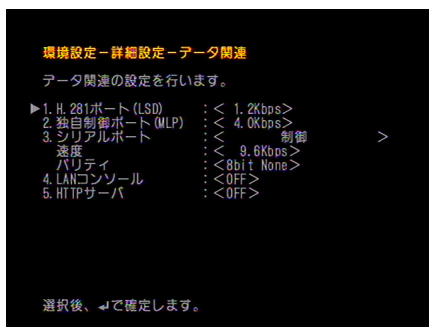 環境設定－詳細設定－データ関連
データ関連の設定を行います。
▶1.H.281ポート(LSD) :< 1.2Kbps>
2.独自制御ポート(MLP) :< 4.0Kbps>
3.シリアルポート :< 制御 >
速度 :< 9.6Kbps>
パリティ :<8bit None>
4.LANコンソール :<OFF>
5.HTTPサーバ :<OFF>
選択後、↵で確定します。